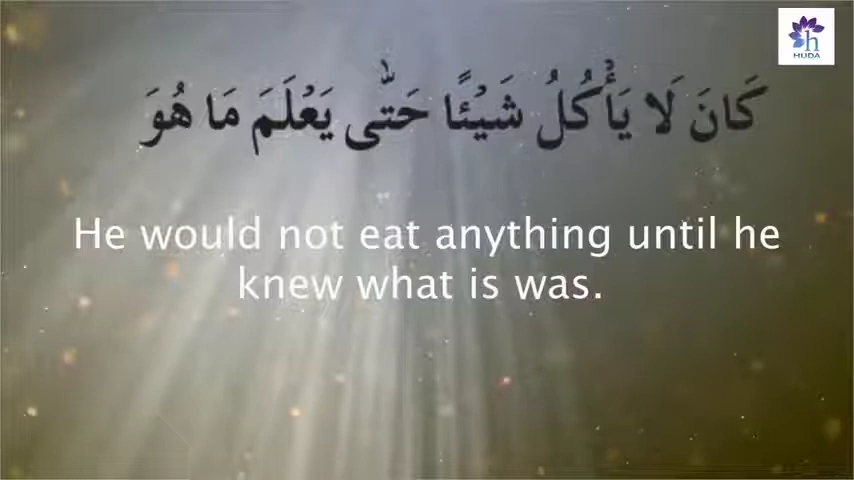 h
HUDA
كَانَ لَا يَأْكُلُ شَيْئًا حَتَّى يَعْلَمَ مَا هُوَ
He would not eat anything until he
knew what is was.